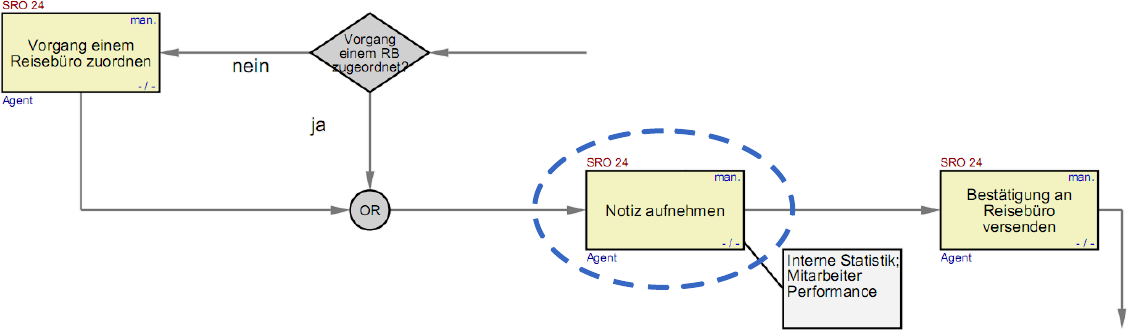 SRO 24
man.
Vorgang einem
Reisebüro zuordnen
- / -
Agent
nein
Vorgang
einem RB
zugeordnet?
ja
OR
SRO 24
man.
Notiz aufnehmen
- / -
Agent
Interne Statistik;
Mitarbeiter
Performance
SRO 24
man.
Bestätigung an
Reisebüro
versenden
- / -
Agent